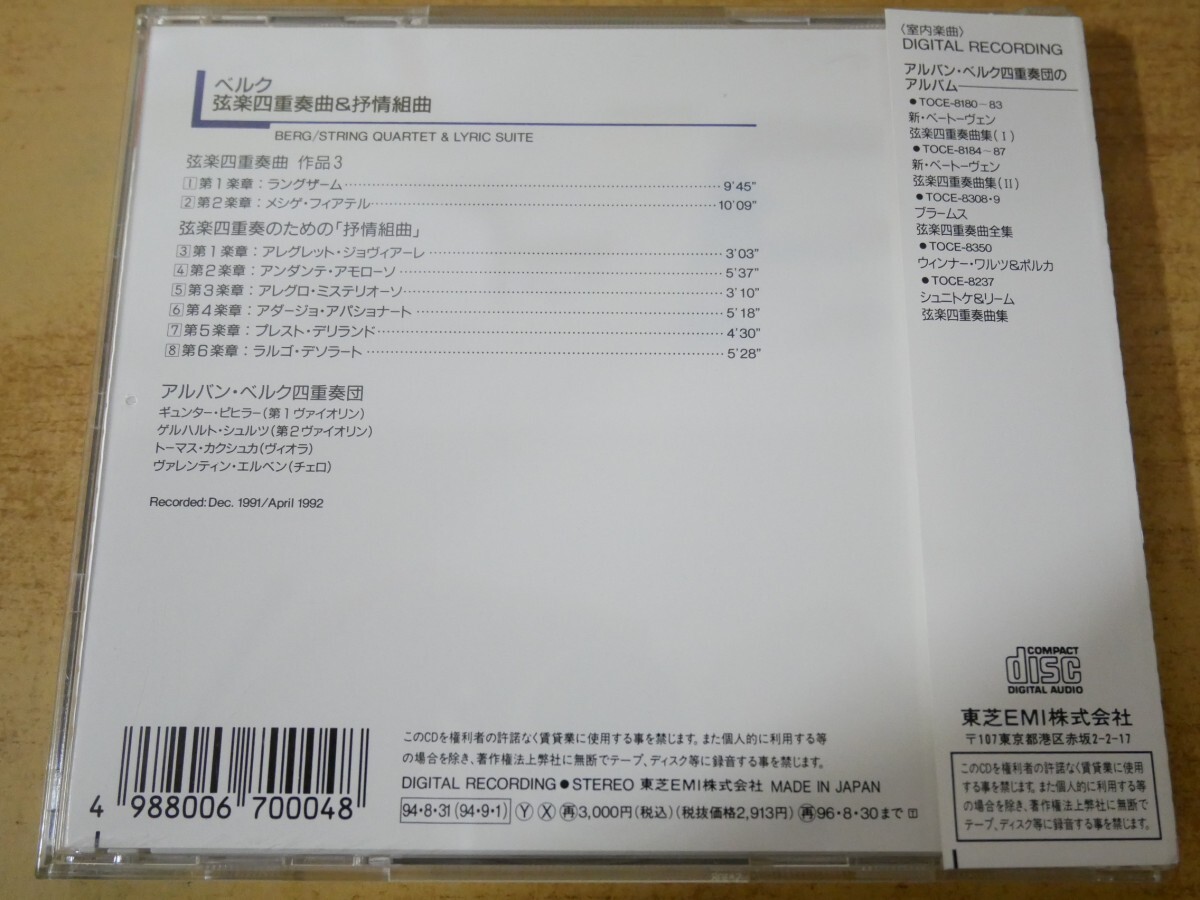 ベルク
弦楽四重奏曲&抒情組曲
BERG/STRING QUARTET & LYRIC SUITE
弦楽四重奏曲 作品3
1 第1楽章：ラングザーム 9'45"
2 第2楽章：メシゲ・フィアテル 10'09"
弦楽四重奏のための「抒情組曲」
3 第1楽章：アレグレット・ジョヴィアーレ 3'03"
4 第2楽章：アンダンテ・アモローソ 5'37"
5 第3楽章：アレグロ・ミステリオーソ 3'10"
6 第4楽章：アダージョ・アパショナート 5'18"
7 第5楽章：プレスト・デリランド 4'30"
8 第6楽章：ラルゴ・デソラート 5'28"
アルバン・ベルク四重奏団
ギュンター・ピヒラー(第1ヴァイオリン)
ゲルハルト・シュルツ(第2ヴァイオリン)
トーマス・カクシュカ(ヴィオラ)
ヴァレンティン・エルベン(チェロ)
Recorded: Dec. 1991/April 1992
4 988006 700048
このCDを権利者の許諾なく賃貸業に使用する事を禁じます。また個人的に利用する等
の場合を除き、著作権法上弊社に無断でテープ、ディスク等に録音する事を禁じます。
DIGITAL RECORDING ● STEREO 東芝EMI株式会社 MADE IN JAPAN
94・8・31(94・9・1) Ⓨ Ⓧ ㊢3,000円(税込)(税抜価格2,913円) ㊢96・8・30まで
〈室内楽曲〉
DIGITAL RECORDING
アルバン・ベルク四重奏団の
アルバム
●TOCE-8180〜83
新・ベートーヴェン
弦楽四重奏曲集(I)
●TOCE-8184〜87
新・ベートーヴェン
弦楽四重奏曲集(II)
●TOCE-8308・9
ブラームス
弦楽四重奏曲全集
●TOCE-8350
ウィンナー・ワルツ&ポルカ
●TOCE-8237
シュニトケ&リーム
弦楽四重奏曲集
COMPACT
disc
DIGITAL AUDIO
東芝EMI株式会社
〒107東京都港区赤坂2-2-17
このCDを権利者の許諾なく賃貸業に使用
する事を禁じます。また個人的に利用する等
の場合を除き、著作権法上弊社に無断で
テープ、ディスク等に録音する事を禁じます。